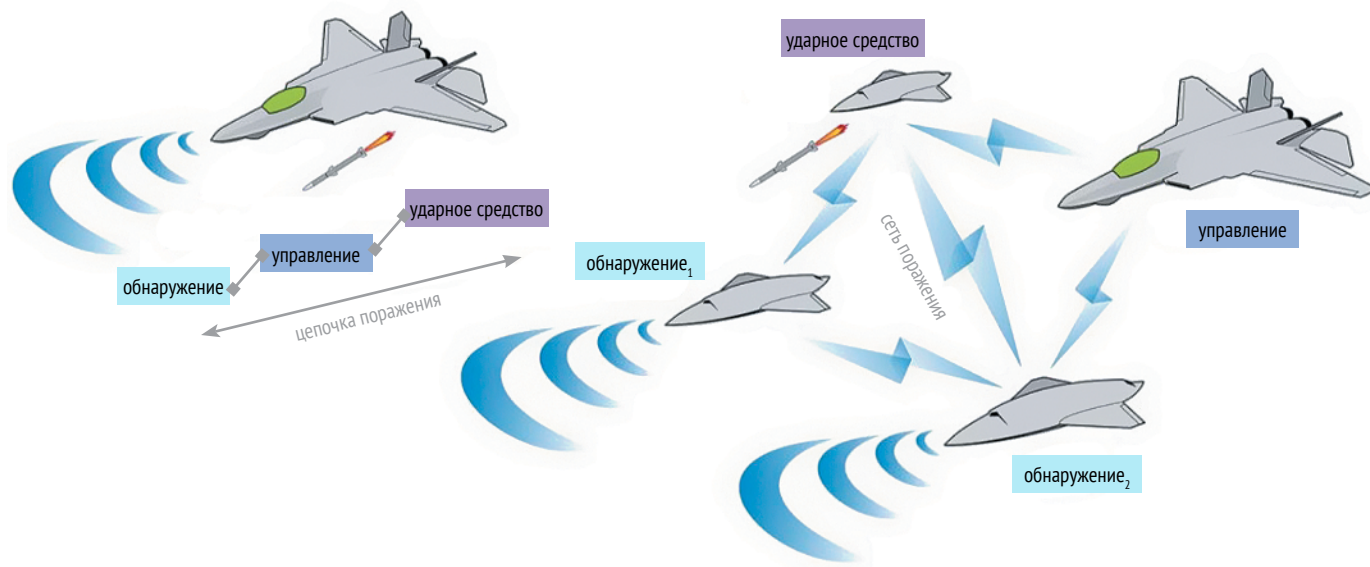 ударное средство
управление
обнаружение
цепочка поражения
ударное средство
управление
обнаружение₁
сеть поражения
обнаружение₂